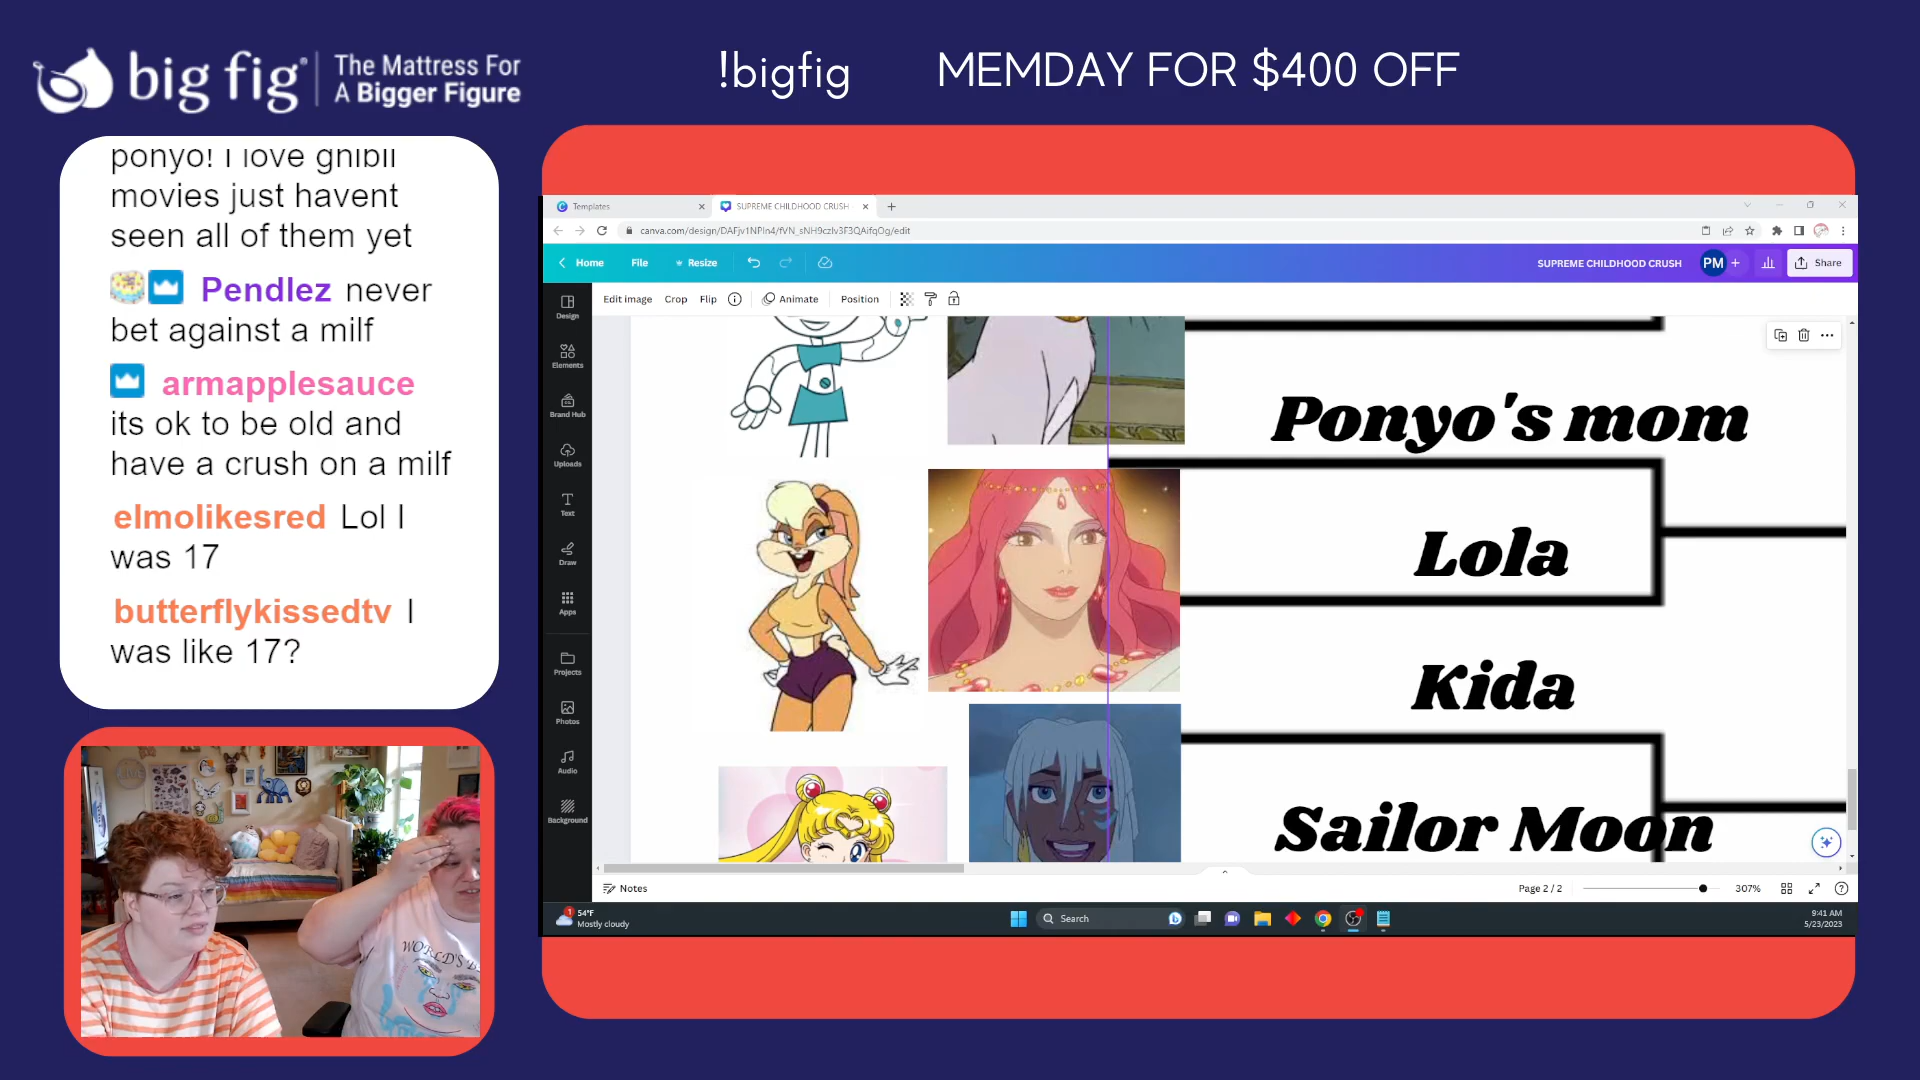 big fig
The Mattress For
A Bigger Figure
!bigfig
MEMDAY FOR $400 OFF
ponyo! I love ghibli
movies just havent
seen all of them yet
Pendlez never
bet against a milf
armapplesauce
its ok to be old and
have a crush on a milf
elmolikesred Lol I
was 17
butterflykissedtv I
was like 17?
WORLD'S B
Templates
SUPREME CHILDHOOD CRUSH
canva.com/design/DAFjv1NPln4/fVN_sNH9czlv3F3QAifqOg/edit
Home
File
Resize
SUPREME CHILDHOOD CRUSH
PM
Share
Edit image
Crop
Flip
Animate
Position
Design
Elements
Brand Hub
Uploads
Text
Draw
Apps
Projects
Photos
Audio
Background
Ponyo's mom
Lola
Kida
Sailor Moon
Notes
Page 2 / 2
307%
1
54°F
Mostly cloudy
Search
9:41 AM
5/23/2023